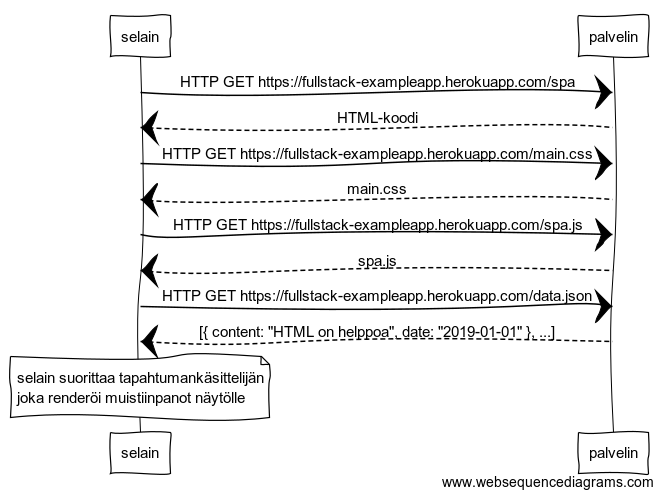 selain
palvelin
HTTP GET https://fullstack-exampleapp.herokuapp.com/spa
HTML-koodi
HTTP GET https://fullstack-exampleapp.herokuapp.com/main.css
main.css
HTTP GET https://fullstack-exampleapp.herokuapp.com/spa.js
spa.js
HTTP GET https://fullstack-exampleapp.herokuapp.com/data.json
[{ content: "HTML on helppoa", date: "2019-01-01" }, ...]
selain suorittaa tapahtumankäsittelijän
joka renderöi muistiinpanot näytölle
selain
palvelin
www.websequencediagrams.com